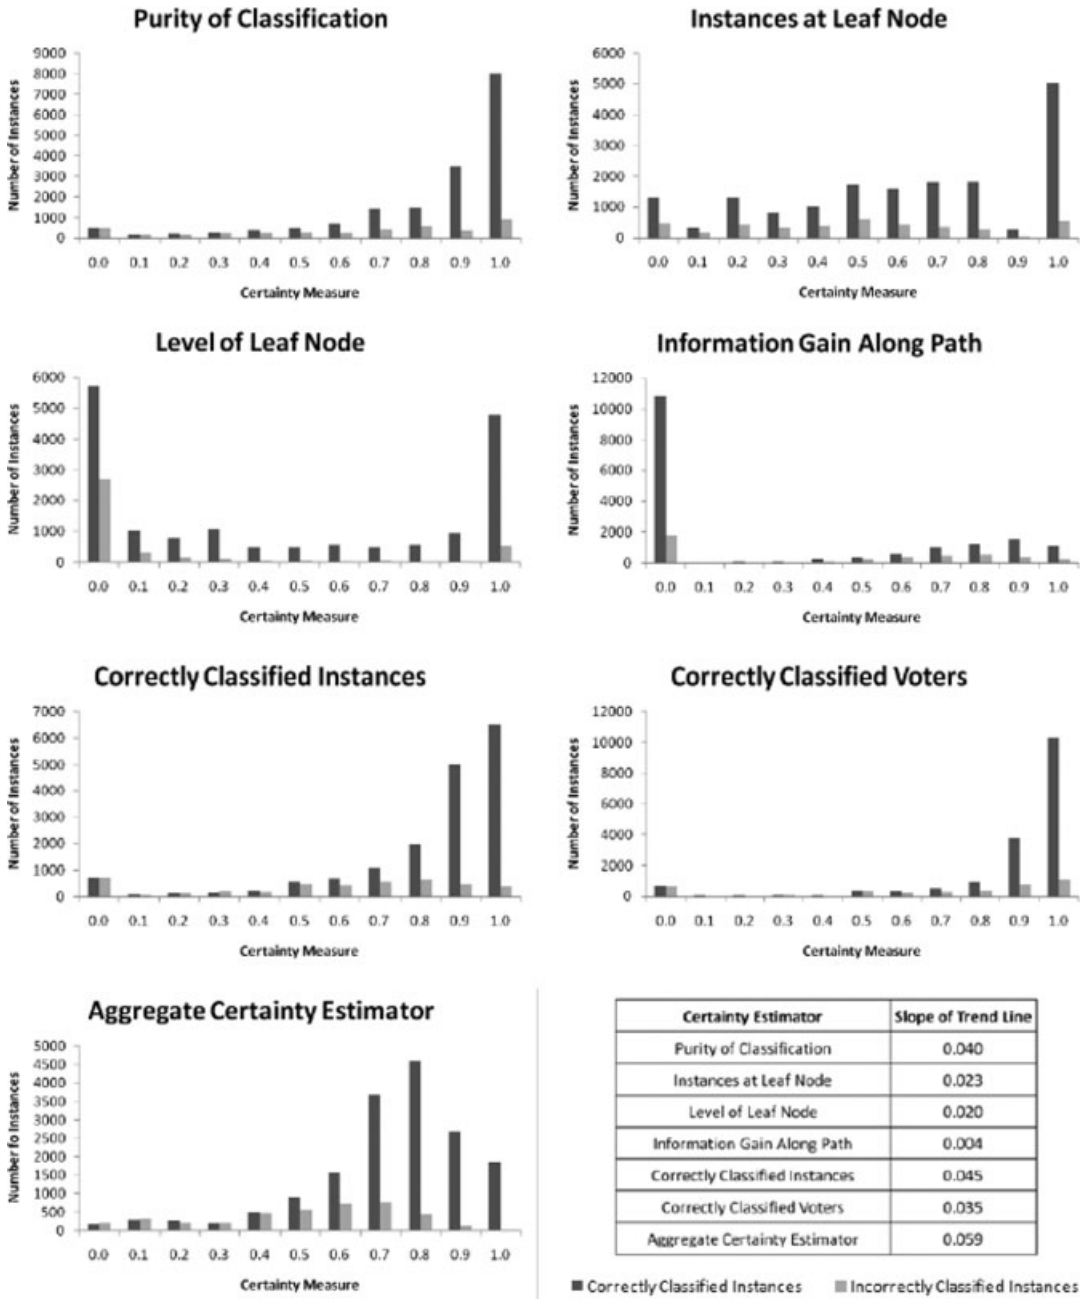 Purity of Classification
Number of Instances
9000
8000
7000
6000
5000
4000
3000
2000
1000
0
0.0 0.1 0.2 0.3 0.4 0.5 0.6 0.7 0.8 0.9 1.0
Certainty Measure
Instances at Leaf Node
Number of Instances
6000
5000
4000
3000
2000
1000
0
0.0 0.1 0.2 0.3 0.4 0.5 0.6 0.7 0.8 0.9 1.0
Certainty Measure
Level of Leaf Node
Number of Instances
6000
5000
4000
3000
2000
1000
0
0.0 0.1 0.2 0.3 0.4 0.5 0.6 0.7 0.8 0.9 1.0
Certainty Measure
Information Gain Along Path
Number of Instances
12000
10000
8000
6000
4000
2000
0
0.0 0.1 0.2 0.3 0.4 0.5 0.6 0.7 0.8 0.9 1.0
Certainty Measure
Correctly Classified Instances
Number of Instances
7000
6000
5000
4000
3000
2000
1000
0
0.0 0.1 0.2 0.3 0.4 0.5 0.6 0.7 0.8 0.9 1.0
Certainty Measure
Correctly Classified Voters
Number of Instances
12000
10000
8000
6000
4000
2000
0
0.0 0.1 0.2 0.3 0.4 0.5 0.6 0.7 0.8 0.9 1.0
Certainty Measure
Aggregate Certainty Estimator
Number fo Instances
5000
4500
4000
3500
3000
2500
2000
1500
1000
500
0
0.0 0.1 0.2 0.3 0.4 0.5 0.6 0.7 0.8 0.9 1.0
Certainty Measure
Certainty Estimator Slope of Trend Line
Purity of Classification 0.040
Instances at Leaf Node 0.023
Level of Leaf Node 0.020
Information Gain Along Path 0.004
Correctly Classified Instances 0.045
Correctly Classified Voters 0.035
Aggregate Certainty Estimator 0.059
Correctly Classified Instances Incorrectly Classified Instances